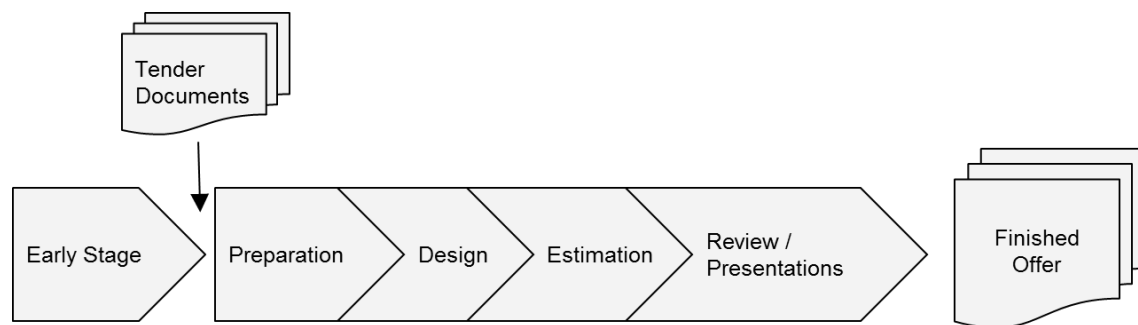 Tender
Documents
Early Stage
Preparation
Design
Estimation
Review /
Presentations
Finished
Offer